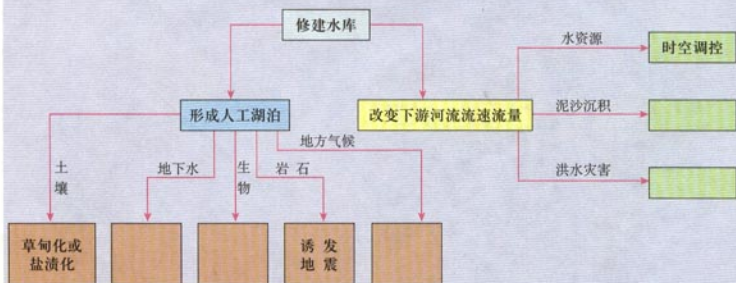 修建水库
水资源
时空调控
形成人工湖泊
改变下游河流流速流量
泥沙沉积
洪水灾害
土壤
地下水
生物
岩石
地方气候
草甸化或
盐渍化
诱发
地震